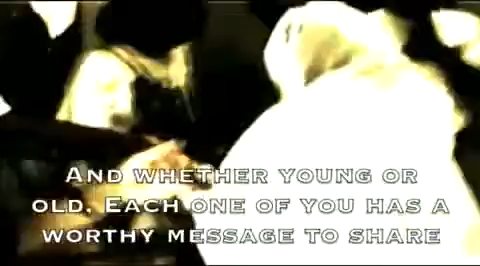 And whether young or
old. Each one of you has a
worthy message to share